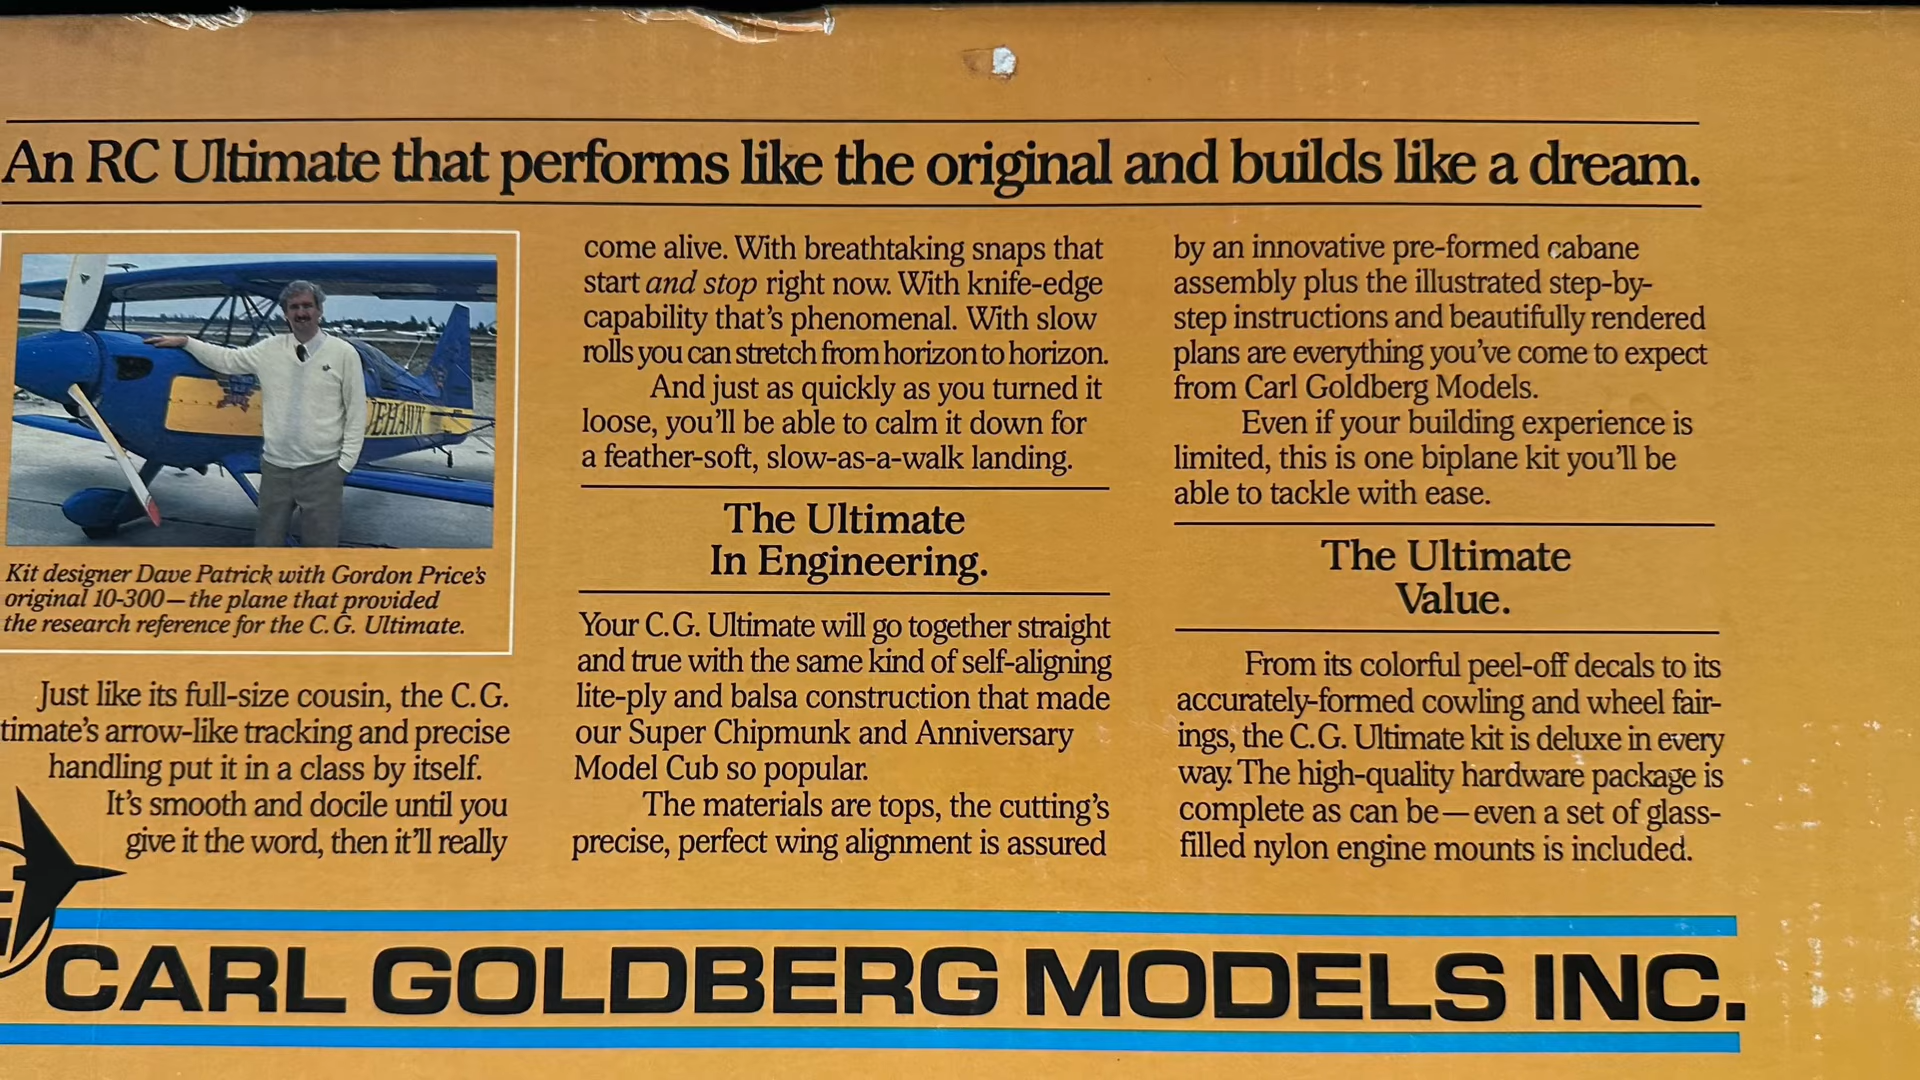 An RC Ultimate that performs like the original and builds like a dream.
EHAWK
Kit designer Dave Patrick with Gordon Price's
original 10-300—the plane that provided
the research reference for the C.G. Ultimate.
Just like its full-size cousin, the C.G.
timate's arrow-like tracking and precise
handling put it in a class by itself.
It's smooth and docile until you
give it the word, then it'll really
come alive. With breathtaking snaps that
start and stop right now. With knife-edge
capability that's phenomenal. With slow
rolls you can stretch from horizon to horizon.
And just as quickly as you turned it
loose, you'll be able to calm it down for
a feather-soft, slow-as-a-walk landing.
The Ultimate
In Engineering.
Your C.G. Ultimate will go together straight
and true with the same kind of self-aligning
lite-ply and balsa construction that made
our Super Chipmunk and Anniversary
Model Cub so popular.
The materials are tops, the cutting's
precise, perfect wing alignment is assured
by an innovative pre-formed cabane
assembly plus the illustrated step-by-
step instructions and beautifully rendered
plans are everything you've come to expect
from Carl Goldberg Models.
Even if your building experience is
limited, this is one biplane kit you'll be
able to tackle with ease.
The Ultimate
Value.
From its colorful peel-off decals to its
accurately-formed cowling and wheel fair-
ings, the C.G. Ultimate kit is deluxe in every
way. The high-quality hardware package is
complete as can be—even a set of glass-
filled nylon engine mounts is included.
CARL GOLDBERG MODELS INC.